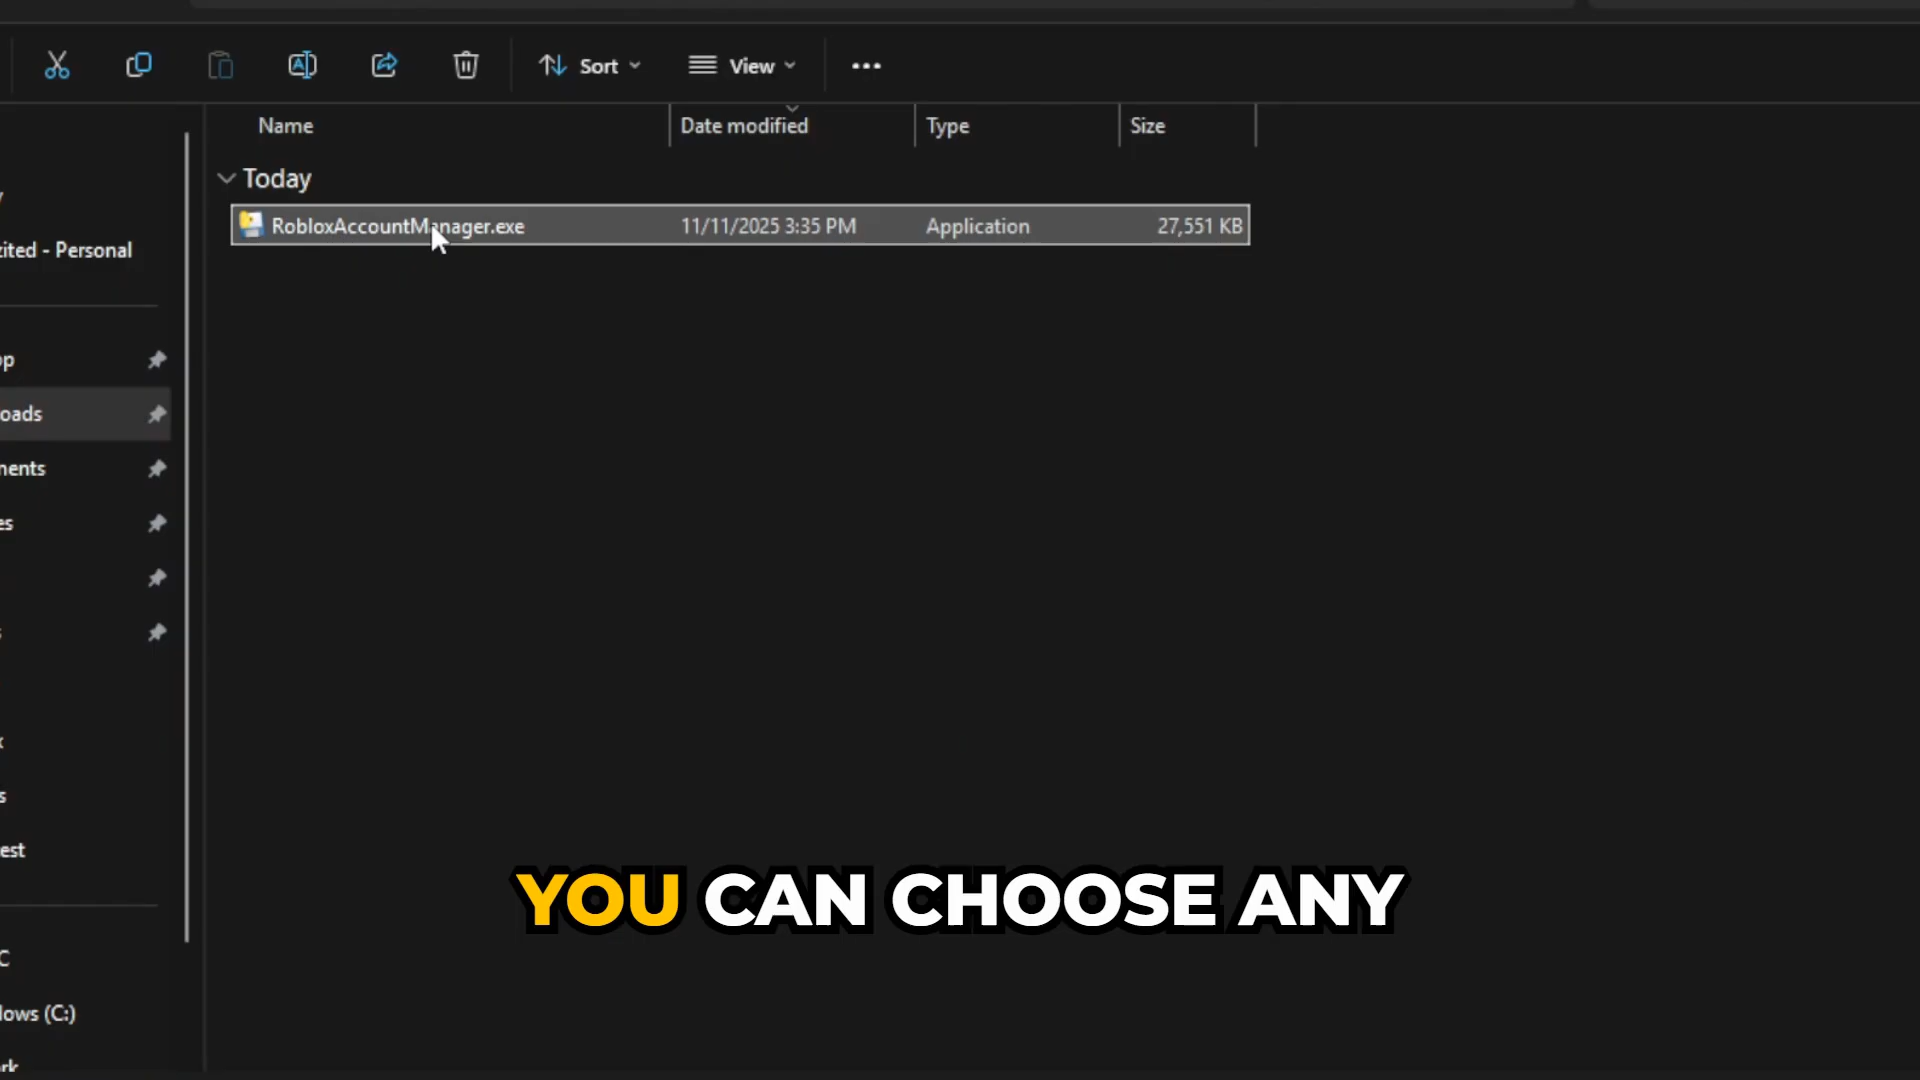 Sort
View
Name Date modified Type Size
Today
RobloxAccountManager.exe 11/11/2025 3:35 PM Application 27,551 KB
ited - Personal
oads
nents
es
est
C
lows (C:)
YOU CAN CHOOSE ANY